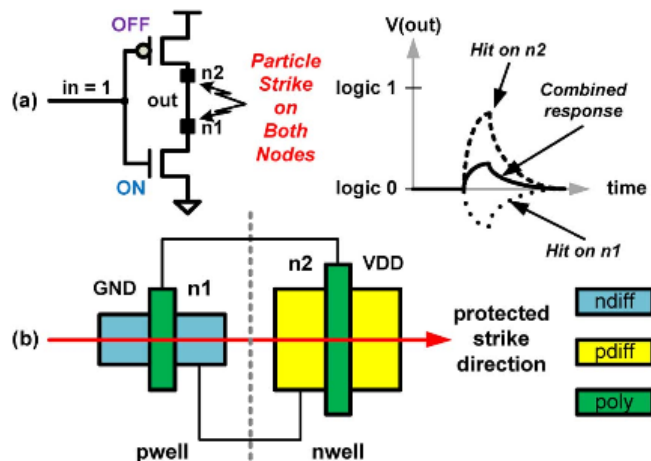 OFF
n2
Particle
Strike
on
Both
Nodes
(a)
in = 1
out
n1
ON
V(out)
Hit on n2
logic 1
Combined
response
logic 0
time
Hit on n1
GND
n1
n2
VDD
(b)
protected
strike
direction
ndiff
pdiff
poly
pwell
nwell